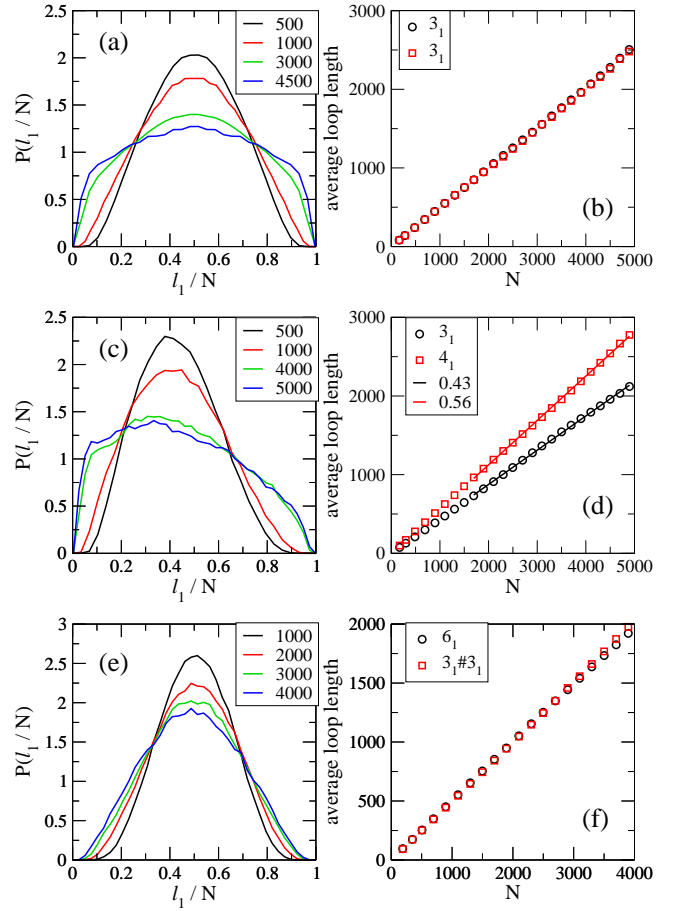 (a)
500
1000
3000
4500
P(l₁ / N)
0 0.5 1 1.5 2 2.5
0 0.2 0.4 0.6 0.8 1
l₁ / N
(b)
3₁
3₁
average loop length
0 1000 2000 3000
1000 2000 3000 4000 5000
N
(c)
500
1000
4000
5000
P(l₁ / N)
0 0.5 1 1.5 2 2.5
0 0.2 0.4 0.6 0.8 1
l₁ / N
(d)
3₁
4₁
0.43
0.56
average loop length
0 1000 2000 3000
0 1000 2000 3000 4000 5000
N
(e)
1000
2000
3000
4000
P(l₁ / N)
0 0.5 1 1.5 2 2.5 3
0 0.2 0.4 0.6 0.8 1
l₁ / N
(f)
6₁
3₁#3₁
average loop length
0 500 1000 1500 2000
0 1000 2000 3000 4000
N